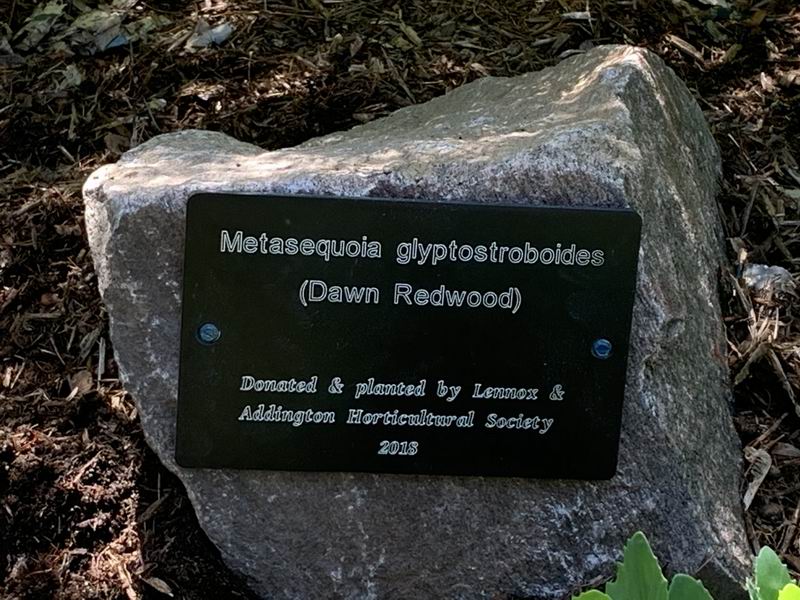 Metasequoia glyptostroboides
(Dawn Redwood)
Donated & planted by Lennox &
Addington Horticultural Society
2018